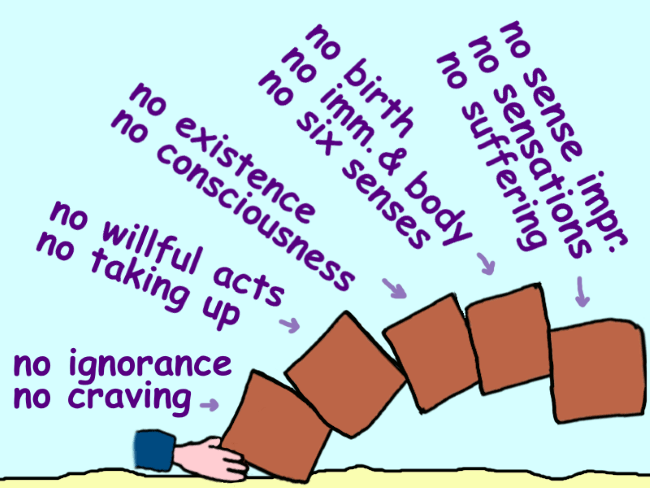 no ignorance
no craving
no willful acts
no taking up
no existence
no consciousness
no birth
no imm. & body
no six senses
no sense impr.
no sensations
no suffering